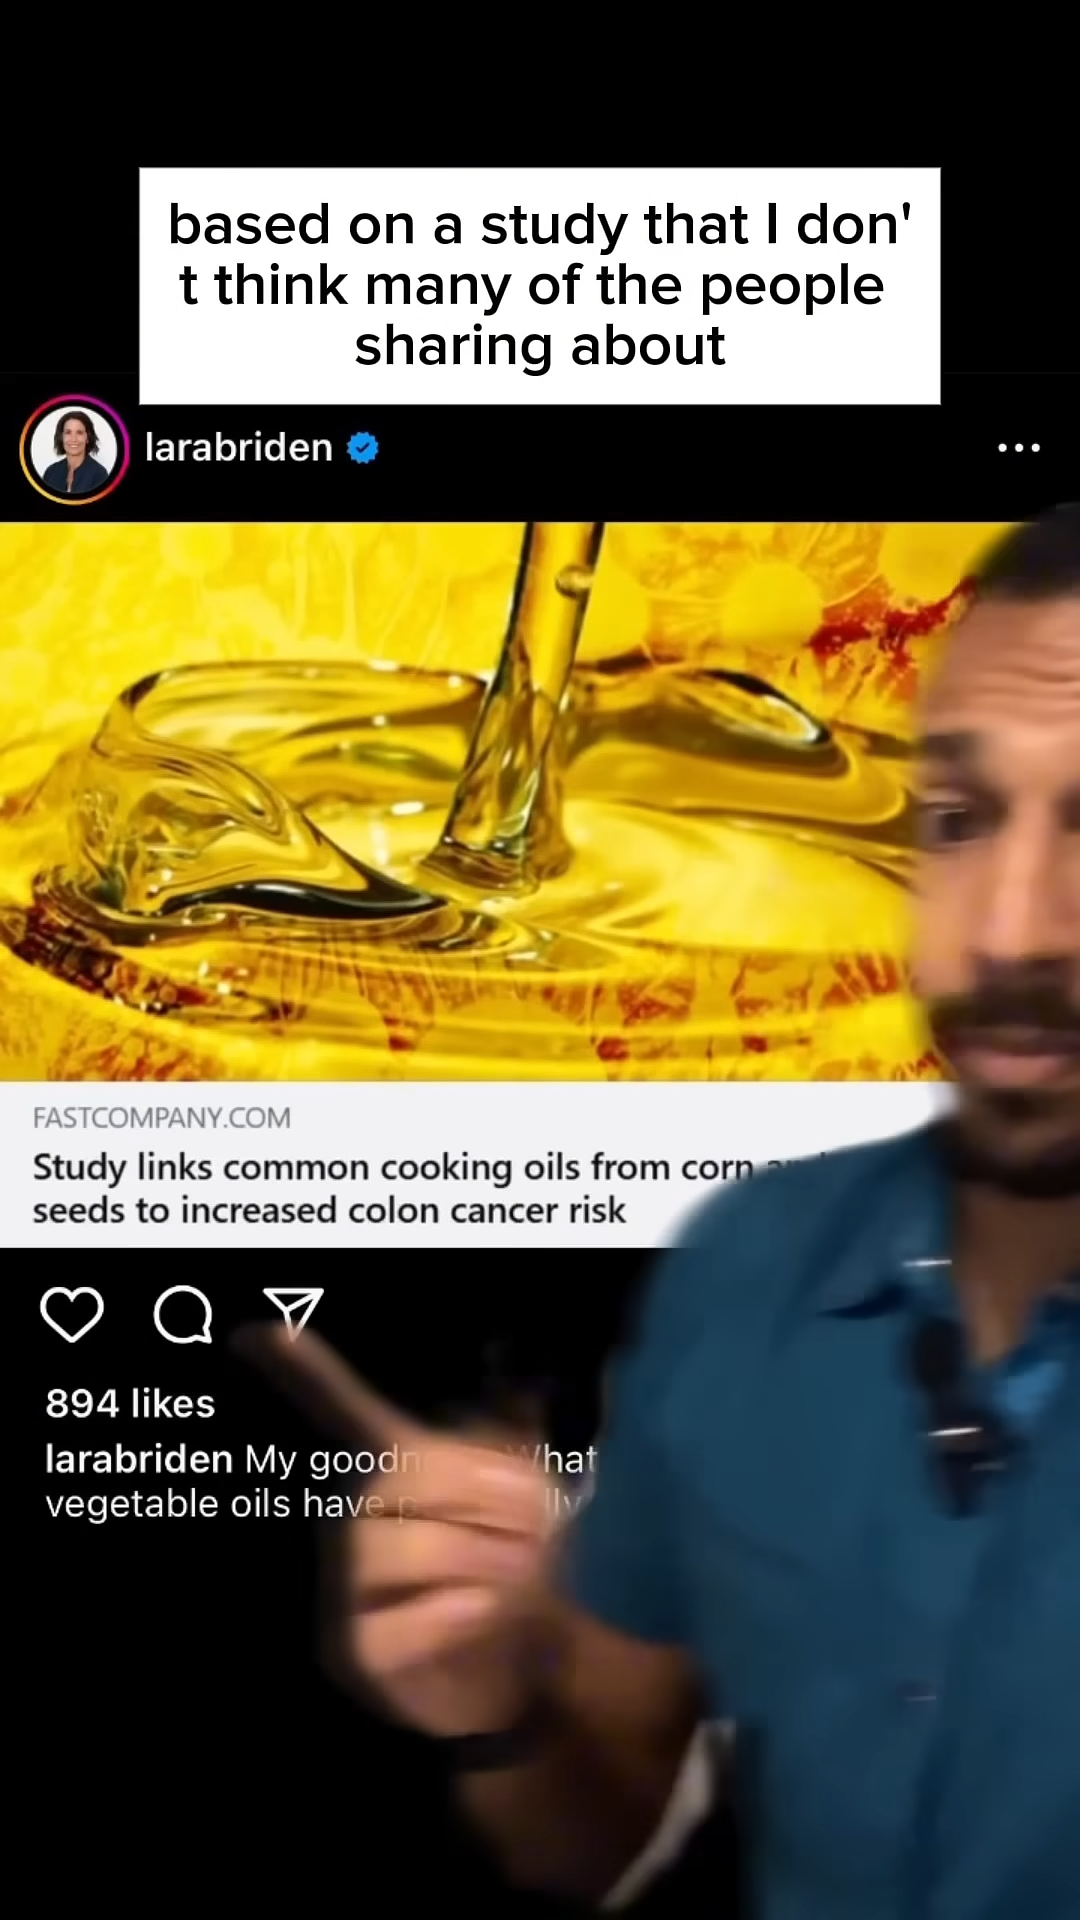 based on a study that I don'
t think many of the people
sharing about
larabriden
FASTCOMPANY.COM
Study links common cooking oils from corn
seeds to increased colon cancer risk
894 likes
larabriden My What
vegetable oils have